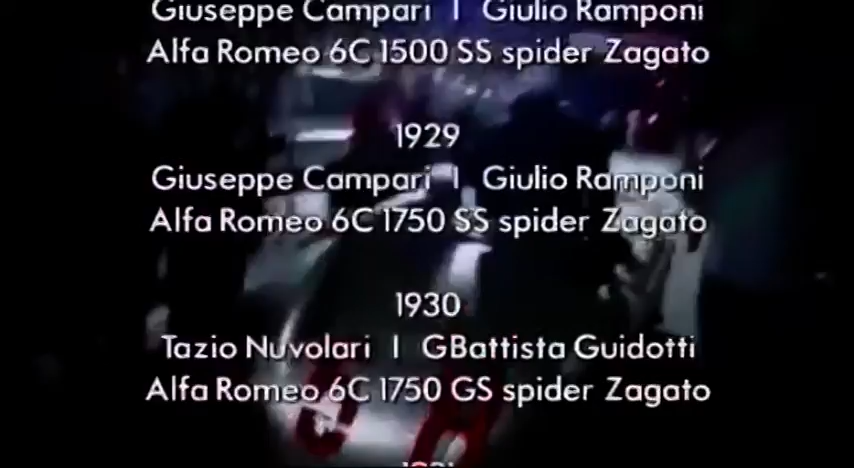 Giuseppe Campari | Giulio Ramponi
Alfa Romeo 6C 1500 SS spider Zagato
1929
Giuseppe Campari | Giulio Ramponi
Alfa Romeo 6C 1750 SS spider Zagato
1930
Tazio Nuvolari | GBattista Guidotti
Alfa Romeo 6C 1750 GS spider Zagato